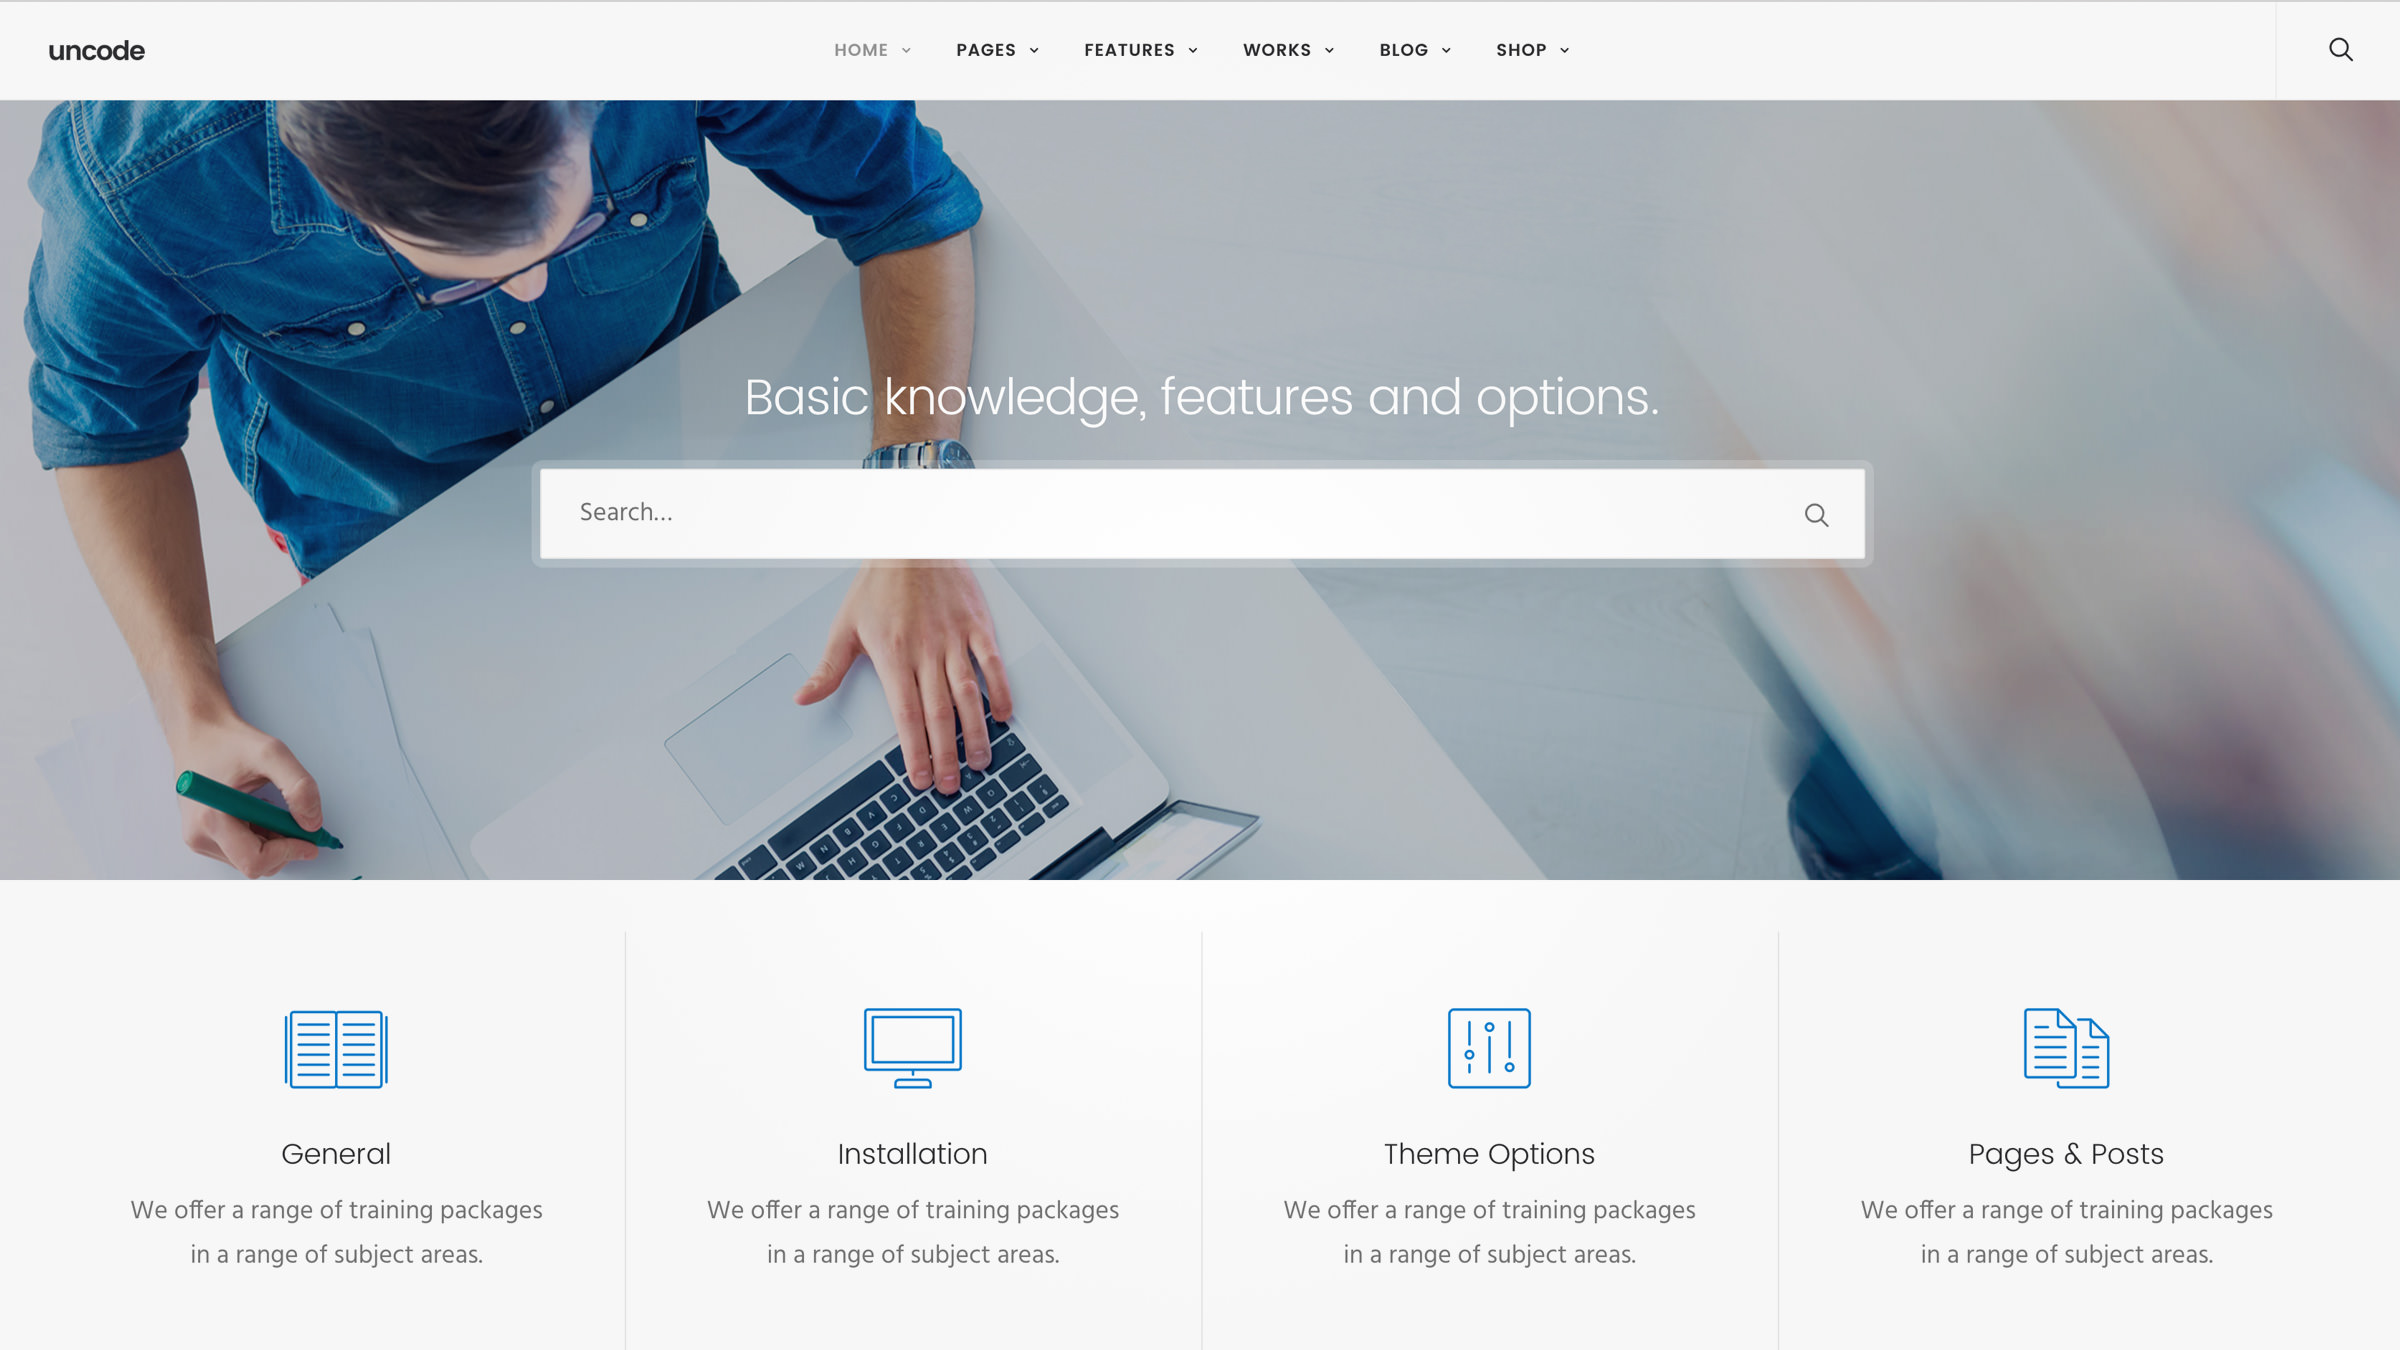 uncode
HOME PAGES FEATURES WORKS BLOG SHOP
Basic knowledge, features and options.
Search...
General
We offer a range of training packages
in a range of subject areas.
Installation
We offer a range of training packages
in a range of subject areas.
Theme Options
We offer a range of training packages
in a range of subject areas.
Pages & Posts
We offer a range of training packages
in a range of subject areas.